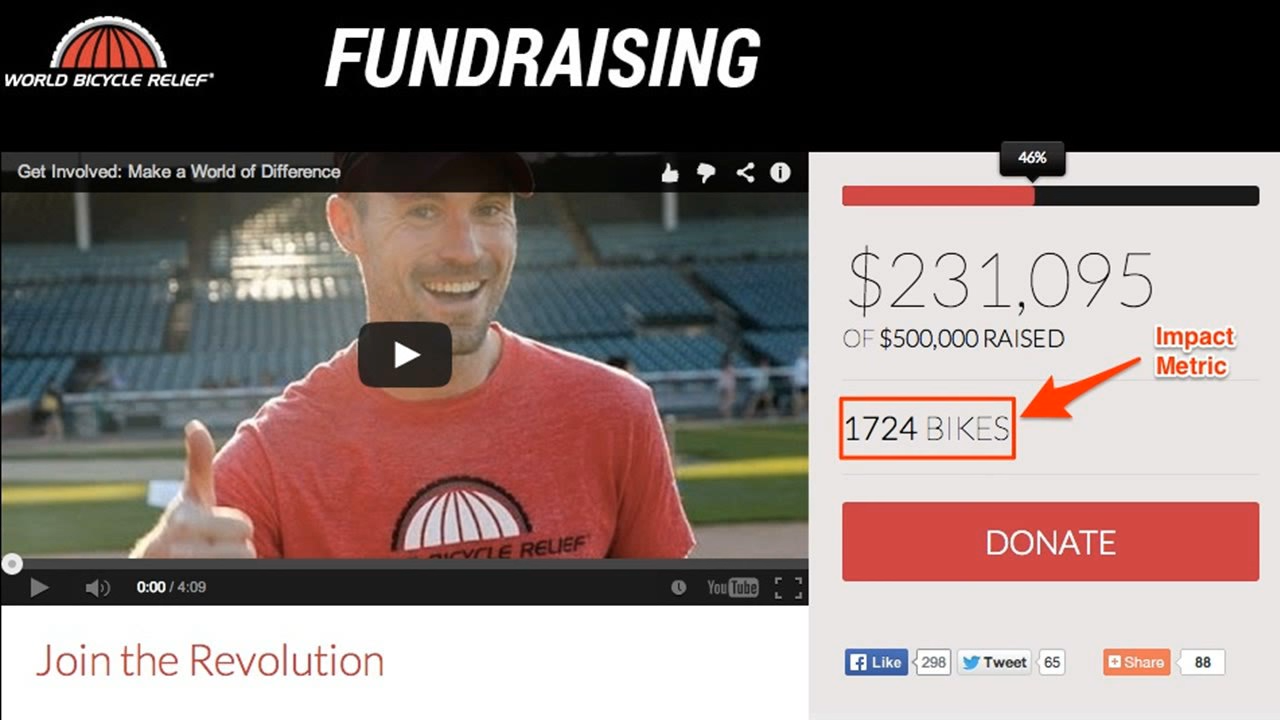 WORLD BICYCLE RELIEF®
FUNDRAISING
Get Involved: Make a World of Difference
BICYCLE RELIEF
0:00 / 4:09
YouTube
Join the Revolution
46%
$231,095
OF $500,000 RAISED
Impact
Metric
1724 BIKES
DONATE
Like 298 Tweet 65 Share 88